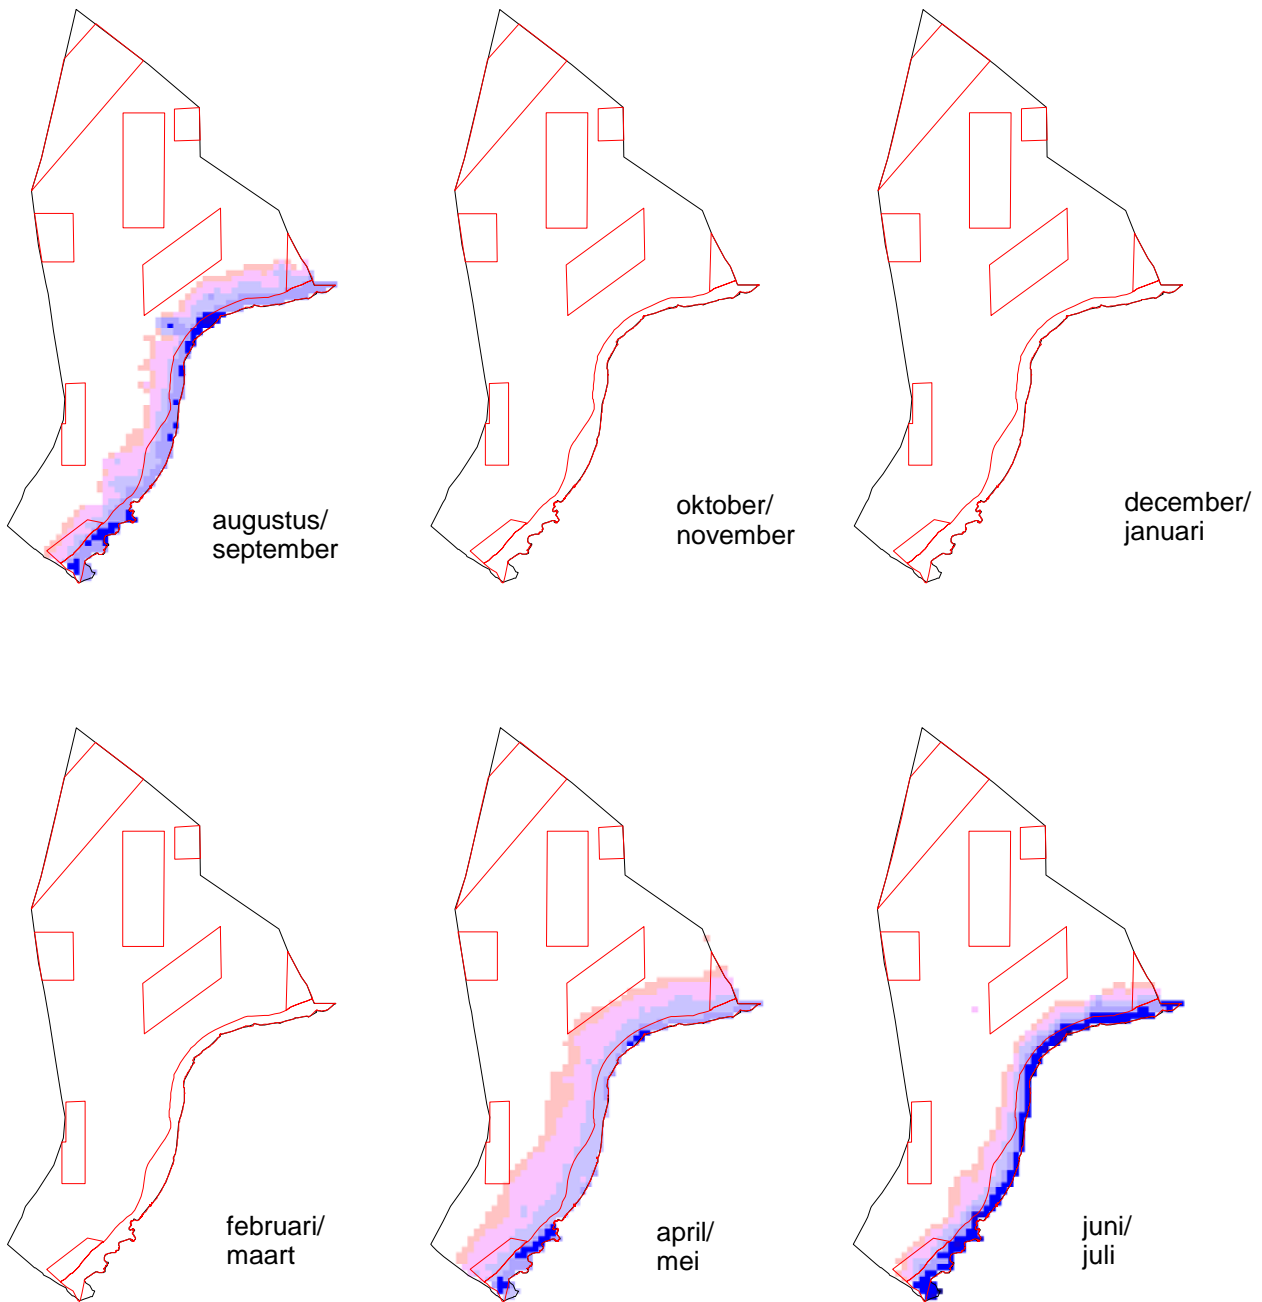 augustus/
september
oktober/
november
december/
januari
februari/
maart
april/
mei
juni/
juli